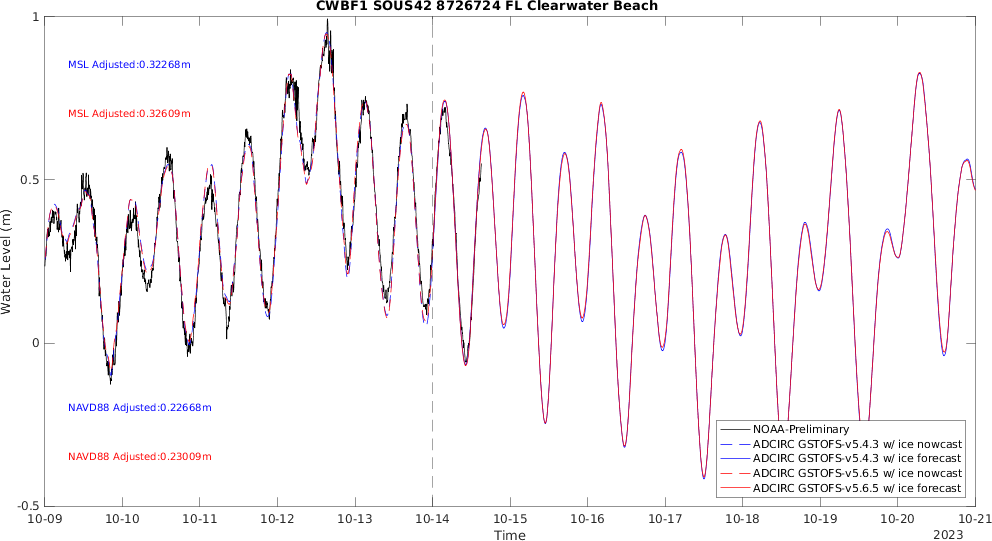 CWBF1 SOUS42 8726724 FL Clearwater Beach
1
0.5
0
-0.5
Water Level (m)
MSL Adjusted:0.32268m
MSL Adjusted:0.32609m
NAVD88 Adjusted:0.22668m
NAVD88 Adjusted:0.23009m
NOAA-Preliminary
ADCIRC GSTOFS-v5.4.3 w/ ice nowcast
ADCIRC GSTOFS-v5.4.3 w/ ice forecast
ADCIRC GSTOFS-v5.6.5 w/ ice nowcast
ADCIRC GSTOFS-v5.6.5 w/ ice forecast
10-09 10-10 10-11 10-12 10-13 10-14 10-15 10-16 10-17 10-18 10-19 10-20 10-21
Time
2023